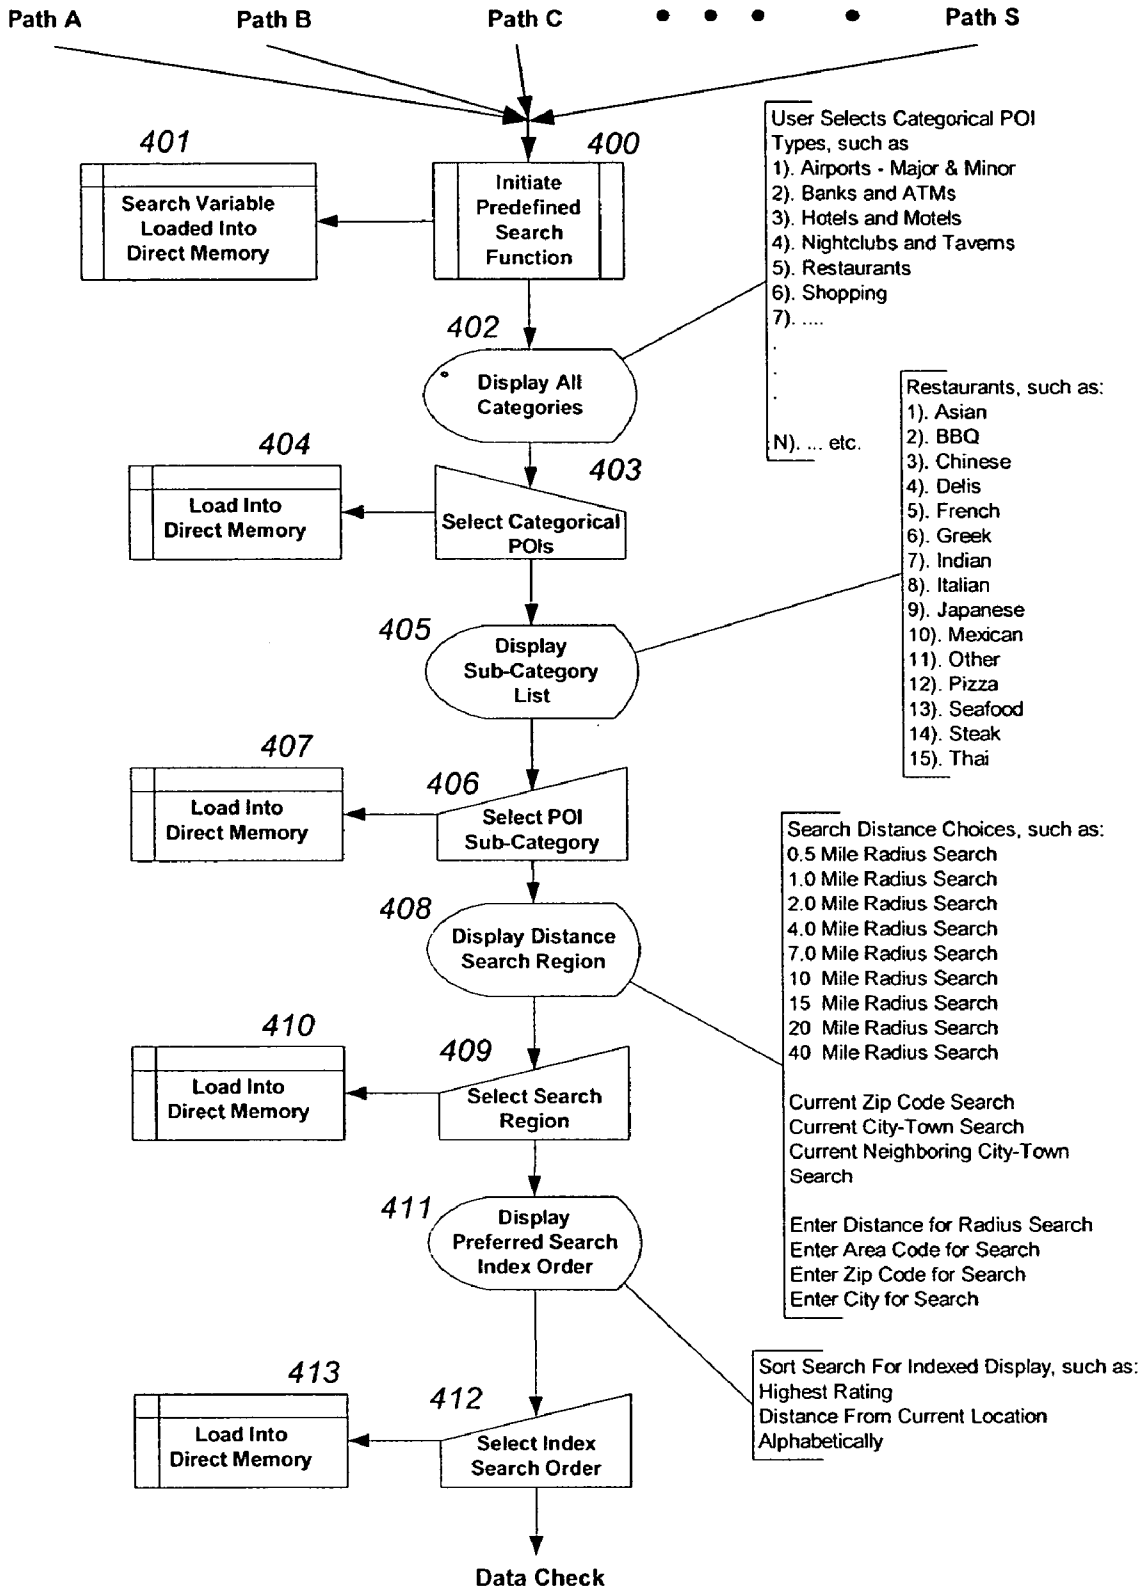 Path A
Path B
Path C
Path S
401
400
Search Variable
Loaded Into
Direct Memory
Initiate
Predefined
Search
Function
User Selects Categorical POI
Types, such as
1). Airports - Major & Minor
2). Banks and ATMs
3). Hotels and Motels
4). Nightclubs and Taverns
5). Restaurants
6). Shopping
7). ....
.
.
.
N). ... etc.
402
Display All
Categories
Restaurants, such as:
1). Asian
2). BBQ
3). Chinese
4). Delis
5). French
6). Greek
7). Indian
8). Italian
9). Japanese
10). Mexican
11). Other
12). Pizza
13). Seafood
14). Steak
15). Thai
404
403
Load Into
Direct Memory
Select Categorical
POIs
405
Display
Sub-Category
List
407
406
Load Into
Direct Memory
Select POI
Sub-Category
408
Display Distance
Search Region
Search Distance Choices, such as:
0.5 Mile Radius Search
1.0 Mile Radius Search
2.0 Mile Radius Search
4.0 Mile Radius Search
7.0 Mile Radius Search
10 Mile Radius Search
15 Mile Radius Search
20 Mile Radius Search
40 Mile Radius Search
Current Zip Code Search
Current City-Town Search
Current Neighboring City-Town
Search
Enter Distance for Radius Search
Enter Area Code for Search
Enter Zip Code for Search
Enter City for Search
410
409
Load Into
Direct Memory
Select Search
Region
411
Display
Preferred Search
Index Order
Sort Search For Indexed Display, such as:
Highest Rating
Distance From Current Location
Alphabetically
413
412
Load Into
Direct Memory
Select Index
Search Order
Data Check